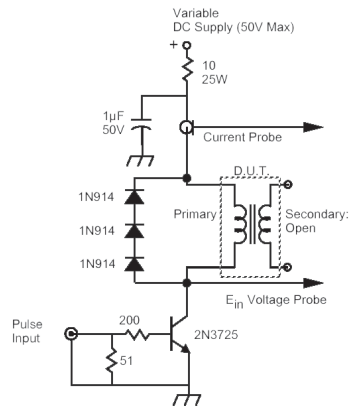 Variable
DC Supply (50V Max)
+
10
25W
1µF
50V
Current Probe
D.U.T.
1N914
1N914
1N914
Primary
Secondary:
Open
Ein Voltage Probe
Pulse
Input
200
2N3725
51